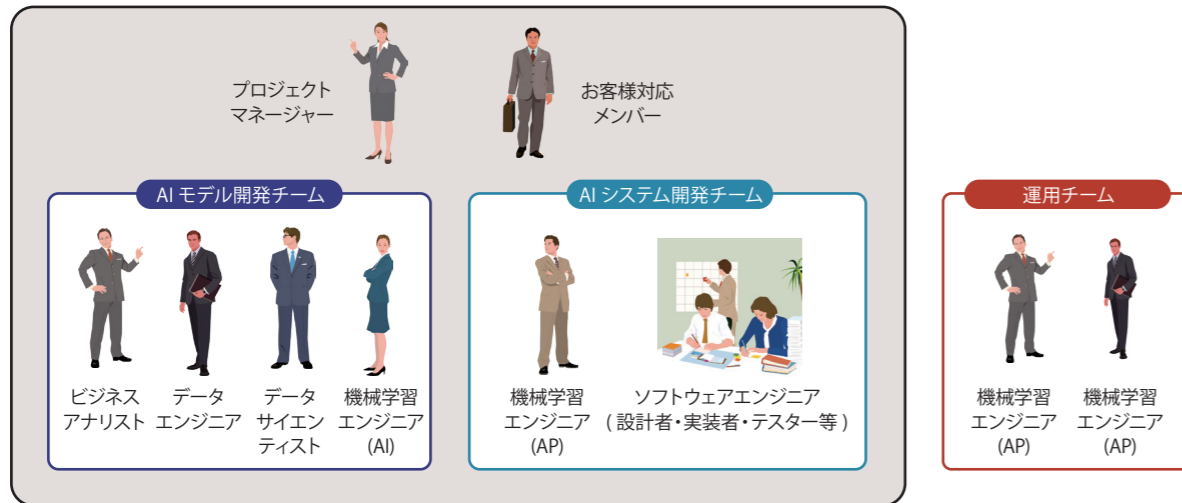 プロジェクト
マネージャー
お客様対応
メンバー
AI モデル開発チーム
ビジネス
アナリスト
データ
エンジニア
データ
サイエン
ティスト
機械学習
エンジニア
(AI)
AI システム開発チーム
機械学習
エンジニア
(AP)
ソフトウェアエンジニア
( 設計者・実装者・テスター等 )
運用チーム
機械学習
エンジニア
(AP)
機械学習
エンジニア
(AP)